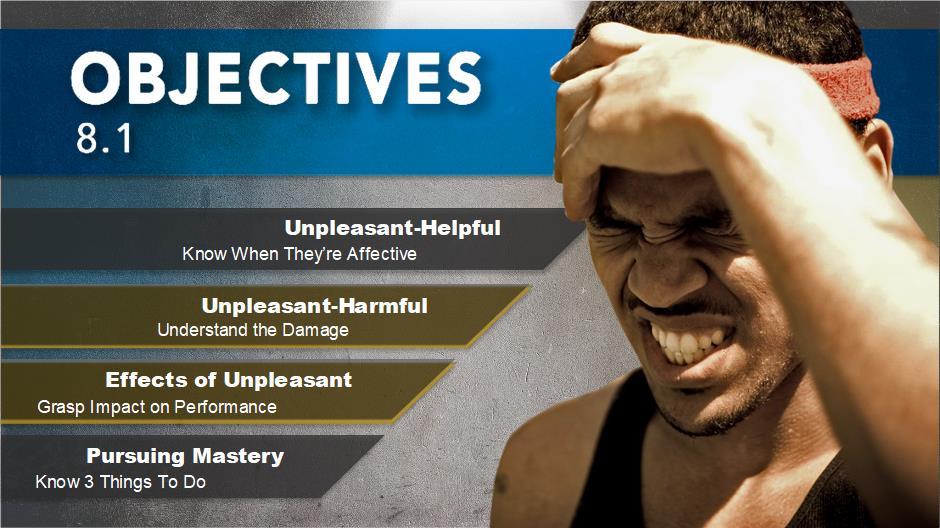 OBJECTIVES
8.1
Unpleasant-Helpful
Know When They're Affective
Unpleasant-Harmful
Understand the Damage
Effects of Unpleasant
Grasp Impact on Performance
Pursuing Mastery
Know 3 Things To Do